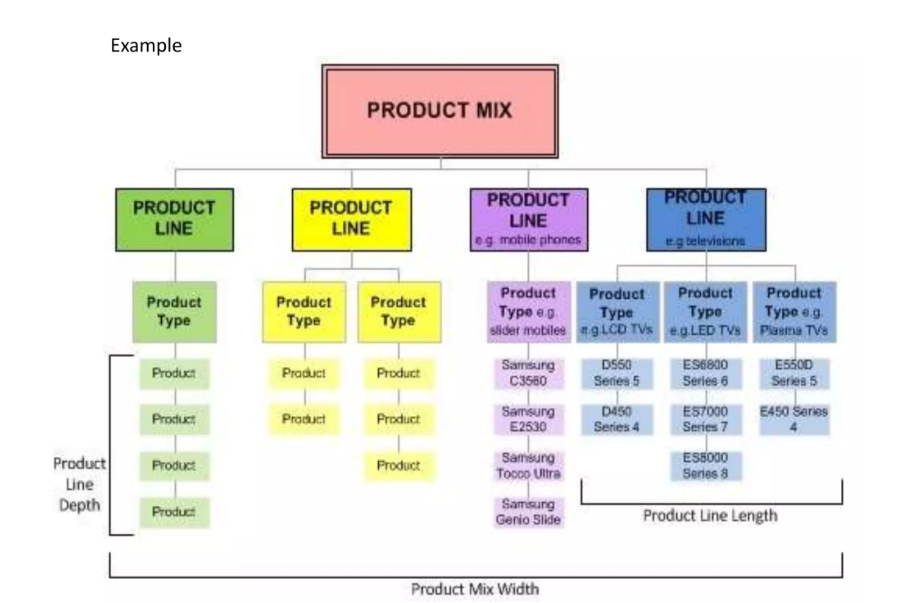 Example
PRODUCT MIX
PRODUCT
LINE
PRODUCT
LINE
PRODUCT
LINE
e.g. mobile phones
PRODUCT
LINE
e.g televisions
Product
Type
Product
Type
Product
Type
Product
Type e.g.
slider mobiles
Product
Type
e.g.LCD TVs
Product
Type
e.g.LED TVs
Product
Type e.g.
Plasma TVs
Product
Product
Product
Product
Product
Product
Product
Product
Product
Samsung
C3560
Samsung
E2530
Samsung
Tocco Ultra
Samsung
Genio Slide
D550
Series 5
D450
Series 4
ES6800
Series 6
ES7000
Series 7
ES8000
Series 8
E550D
Series 5
E450 Series
4
Product
Line
Depth
Product Line Length
Product Mix Width